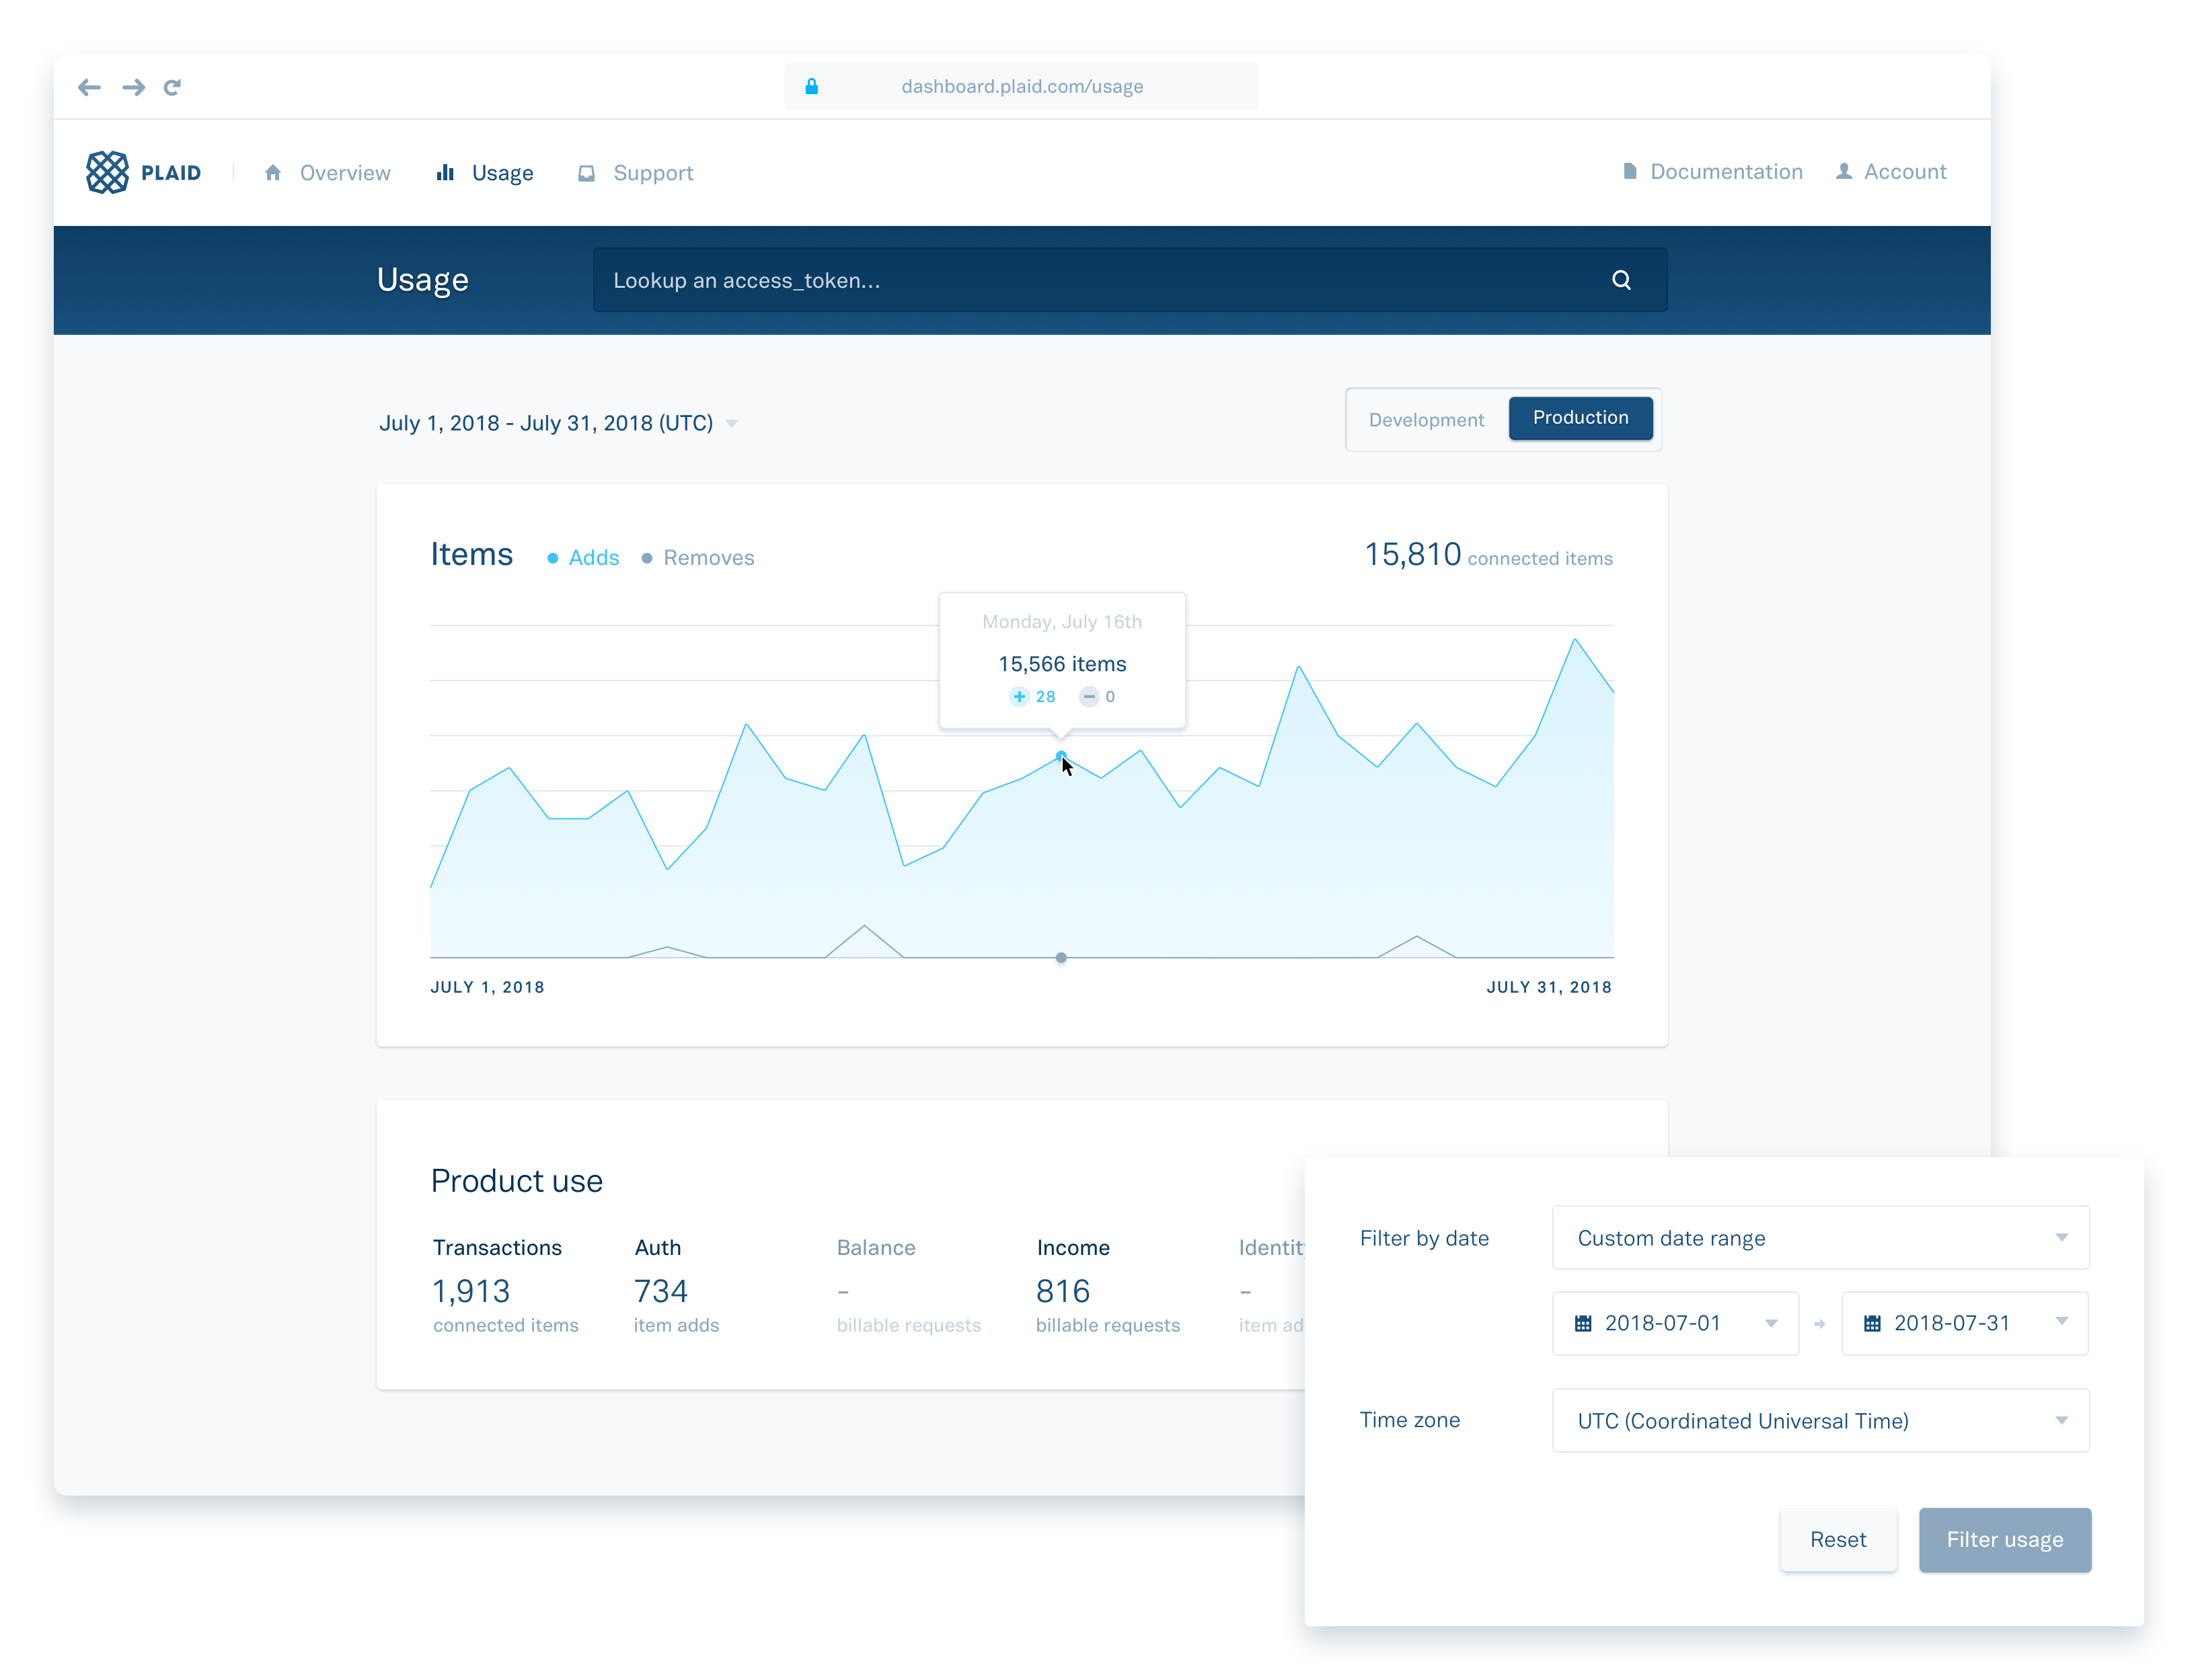 dashboard.plaid.com/usage
PLAID Overview Usage Support Documentation Account
Usage Lookup an access_token...
July 1, 2018 - July 31, 2018 (UTC) Development Production
Items Adds Removes 15,810 connected items
Monday, July 16th
15,566 items
+ 28 − 0
JULY 1, 2018 JULY 31, 2018
Product use
Transactions Auth Balance Income
1,913 734 - 816 -
connected items item adds billable requests billable requests item
Filter by date Custom date range
2018-07-01 2018-07-31
Time zone UTC (Coordinated Universal Time)
Reset Filter usage